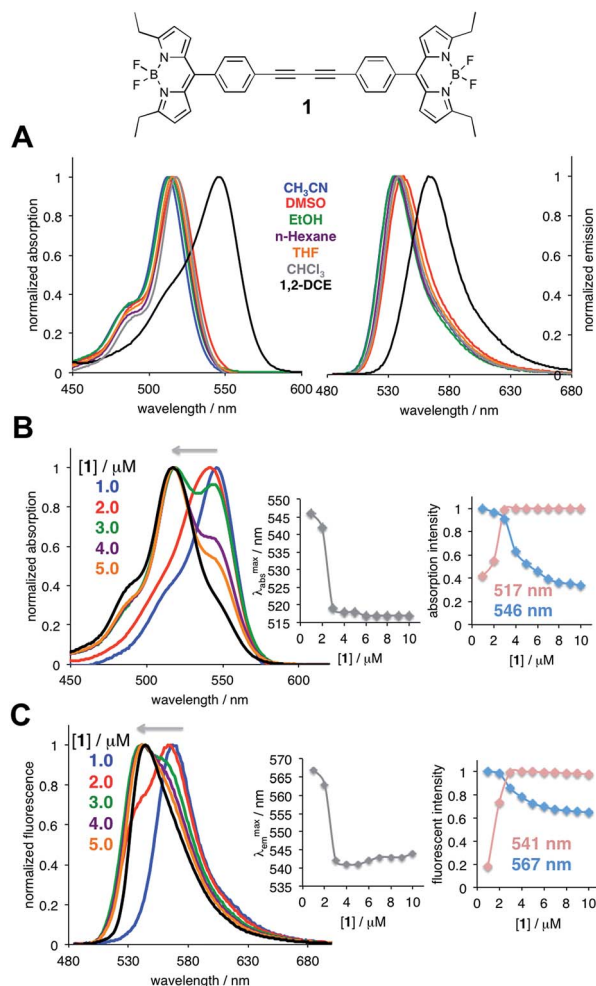 F
F
B
N
N
N
N
B
F
F
1
A
normalized absorption
1
0.8
0.6
0.4
0.2
0
450
500
550
600
wavelength / nm
CH₃CN
DMSO
EtOH
n-Hexane
THF
CHCl₃
1,2-DCE
1
0.8
0.6
0.4
0.2
0
normalized emission
480
530
580
630
680
wavelength / nm
B
normalized absorption
1
0.8
0.6
0.4
0.2
0
450
500
550
600
wavelength / nm
[1] / μM
1.0
2.0
3.0
4.0
5.0
λabsmax / nm
550
545
540
535
530
525
520
515
0 2 4 6 8 10
[1] / μM
absorption intensity
1
0.8
0.6
0.4
0.2
0
517 nm
546 nm
0 2 4 6 8 10
[1] / μM
C
normalized fluorescence
1
0.8
0.6
0.4
0.2
0
480
530
580
630
680
wavelength / nm
[1] / μM
1.0
2.0
3.0
4.0
5.0
λemmax / nm
570
565
560
555
550
545
540
535
0 2 4 6 8 10
[1] / μM
fluorescent intensity
1
0.8
0.6
0.4
0.2
0
541 nm
567 nm
0 2 4 6 8 10
[1] / μM